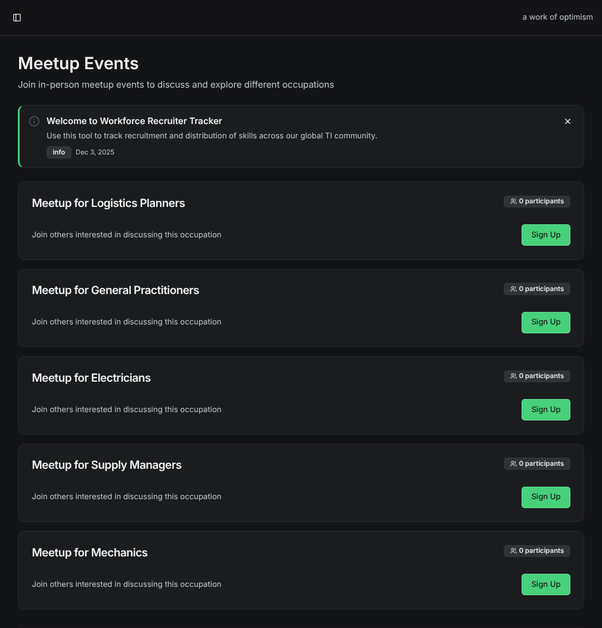 a work of optimism
Meetup Events
Join in-person meetup events to discuss and explore different occupations
Welcome to Workforce Recruiter Tracker
Use this tool to track recruitment and distribution of skills across our global TI community.
info Dec 3, 2025
Meetup for Logistics Planners
0 participants
Join others interested in discussing this occupation
Sign Up
Meetup for General Practitioners
0 participants
Join others interested in discussing this occupation
Sign Up
Meetup for Electricians
0 participants
Join others interested in discussing this occupation
Sign Up
Meetup for Supply Managers
0 participants
Join others interested in discussing this occupation
Sign Up
Meetup for Mechanics
0 participants
Join others interested in discussing this occupation
Sign Up